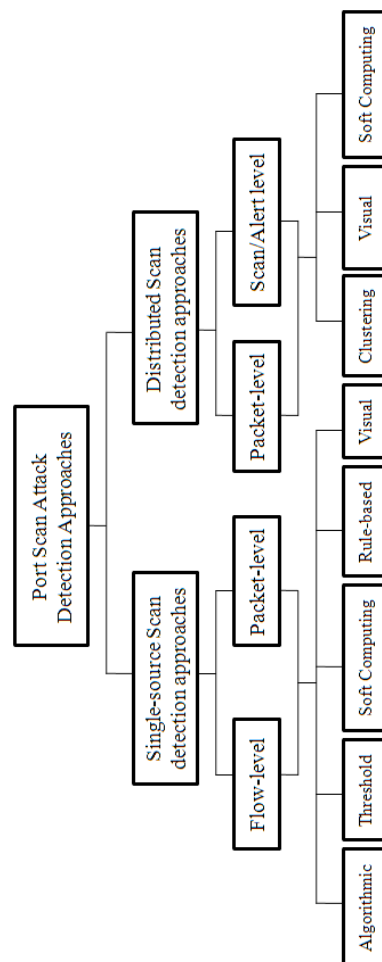 Port Scan Attack
Detection Approaches
Single-source Scan
detection approaches
Distributed Scan
detection approaches
Flow-level
Packet-level
Packet-level
Scan/Alert level
Algorithmic
Threshold
Soft Computing
Rule-based
Visual
Clustering
Visual
Soft Computing